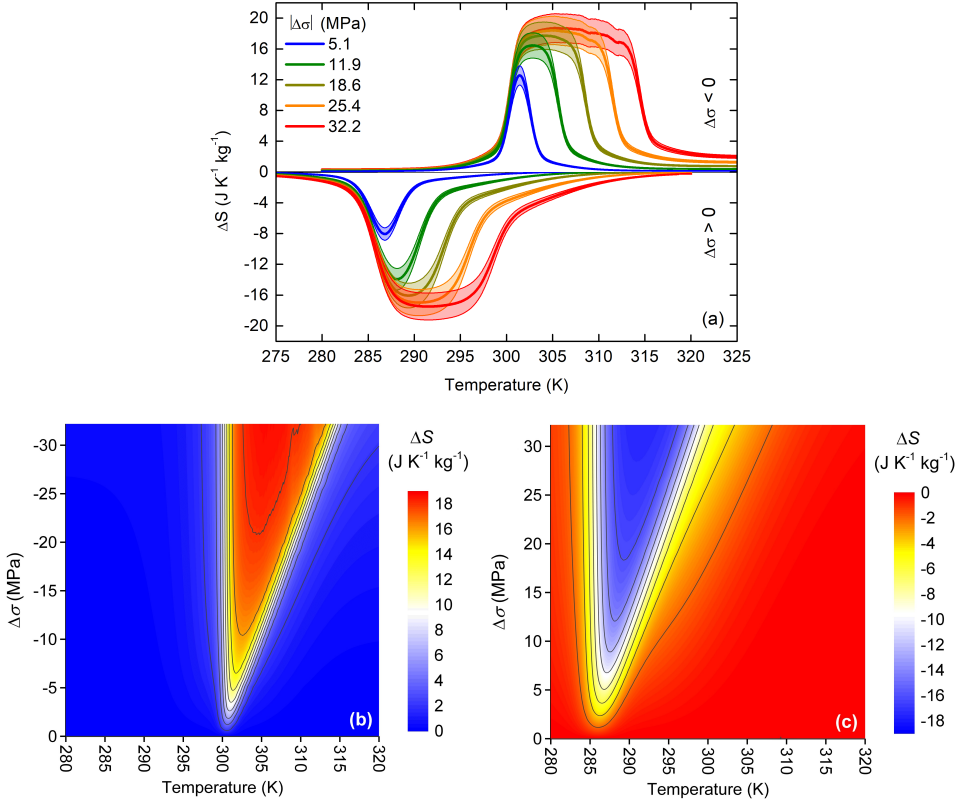 |Δσ| (MPa)
5.1
11.9
18.6
25.4
32.2
20
16
12
8
4
0
-4
-8
-12
-16
-20
ΔS (J K⁻¹ kg⁻¹)
Δσ < 0
Δσ > 0
(a)
275 280 285 290 295 300 305 310 315 320 325
Temperature (K)
-30
-25
-20
-15
-10
-5
0
Δσ (MPa)
(b)
280 285 290 295 300 305 310 315 320
Temperature (K)
ΔS
(J K⁻¹ kg⁻¹)
18
16
14
12
10
8
6
4
2
0
30
25
20
15
10
5
0
Δσ (MPa)
(c)
280 285 290 295 300 305 310 315 320
Temperature (K)
ΔS
(J K⁻¹ kg⁻¹)
0
-2
-4
-6
-8
-10
-12
-14
-16
-18